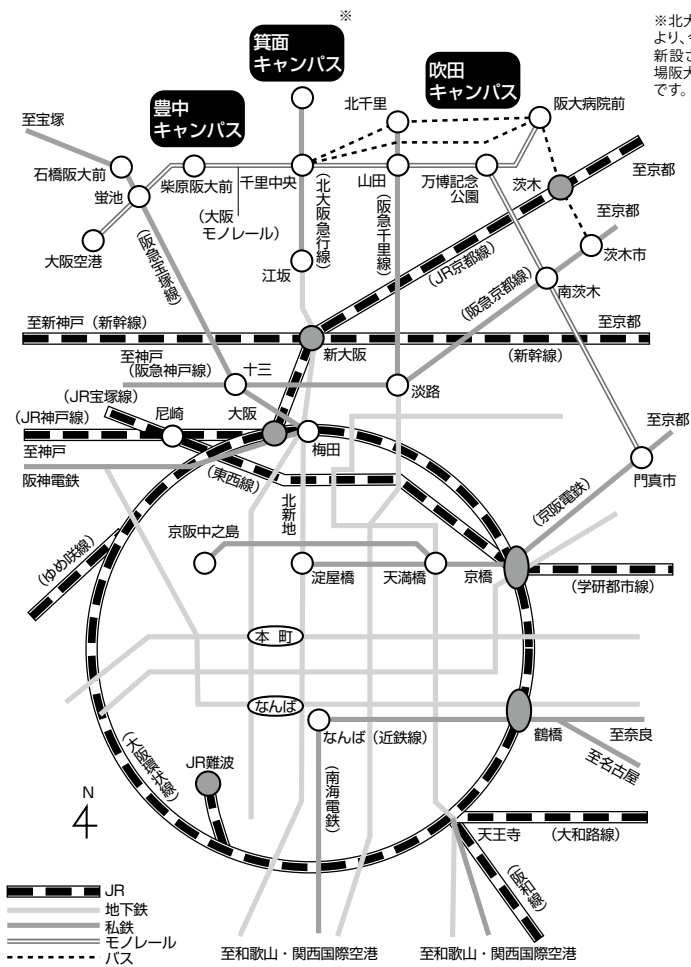 ※
箕面
キャンパス
※北大
より、今
新設さ
場阪大
です。
豊中
キャンパス
吹田
キャンパス
北千里
阪大病院前
至宝塚
石橋阪大前
蛍池
柴原阪大前
千里中央
山田
万博記念
公園
茨木
至京都
(大阪
モノレール)
(北大阪急行線)
(阪急千里線)
至京都
茨木市
大阪空港
(阪急宝塚線)
江坂
(JR京都線)
(阪急京都線)
南茨木
至新神戸(新幹線)
新大阪
(新幹線)
至京都
至神戸
(阪急神戸線)
十三
淡路
(JR宝塚線)
(JR神戸線)
尼崎
大阪
梅田
至京都
至神戸
阪神電鉄
(東西線)
北新地
門真市
(京阪電鉄)
京阪中之島
(ゆめ咲線)
淀屋橋
天満橋
京橋
(学研都市線)
本町
なんば
なんば(近鉄線)
鶴橋
至奈良
至名古屋
(大阪環状線)
JR難波
(南海電鉄)
N
天王寺
(大和路線)
(阪和線)
JR
地下鉄
私鉄
モノレール
バス
至和歌山・関西国際空港
至和歌山・関西国際空港